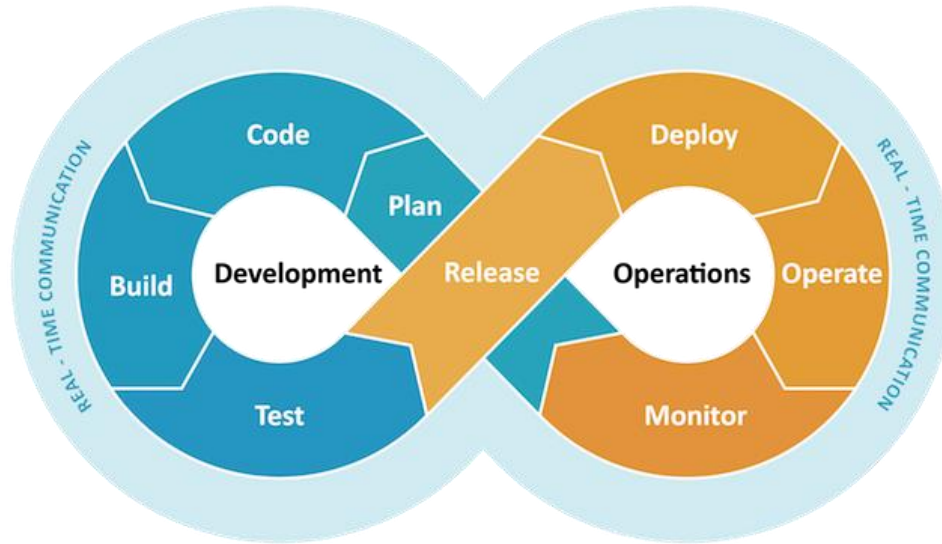 Code
Deploy
Plan
Release
Development
Operations
Build
Operate
Test
Monitor
REAL - TIME COMMUNICATION
REAL - TIME COMMUNICATION